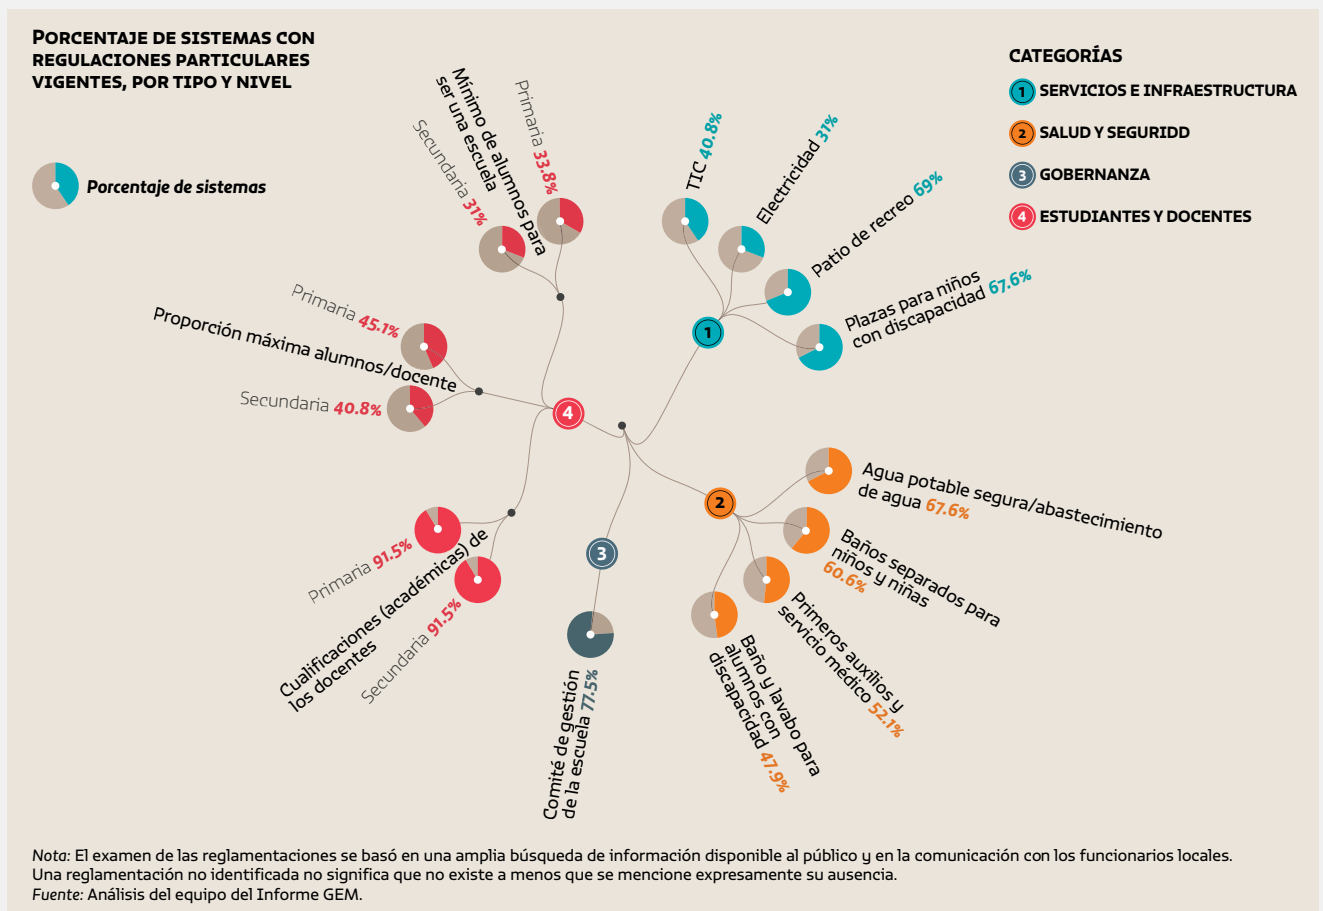 PORCENTAJE DE SISTEMAS CON
REGULACIONES PARTICULARES
VIGENTES, POR TIPO Y NIVEL
Porcentaje de sistemas
CATEGORÍAS
1 SERVICIOS E INFRAESTRUCTURA
2 SALUD Y SEGURIDD
3 GOBERNANZA
4 ESTUDIANTES Y DOCENTES
Mínimo de alumnos para
ser una escuela
Primaria 33.8%
Secundaria 31%
Primaria 45.1%
Proporción máxima alumnos/docente
Secundaria 40.8%
4
Primaria 91.5%
Cualificaciones (académicas) de
los docentes
Secundaria 91.5%
TIC 40.8%
Electricidad 31%
Patio de recreo 69%
Plazas para niños
con discapacidad 67.6%
1
2
Agua potable segura/abastecimiento
de agua 67.6%
Baños separados para
niños y niñas
60.6%
Primeros auxilios y
servicio médico 52.1%
Baño y lavabo para
alumnos con
discapacidad 47.9%
3
Comité de gestión
de la escuela 77.5%
Nota: El examen de las reglamentaciones se basó en una amplia búsqueda de información disponible al público y en la comunicación con los funcionarios locales.
Una reglamentación no identificada no significa que no existe a menos que se mencione expresamente su ausencia.
Fuente: Análisis del equipo del Informe GEM.